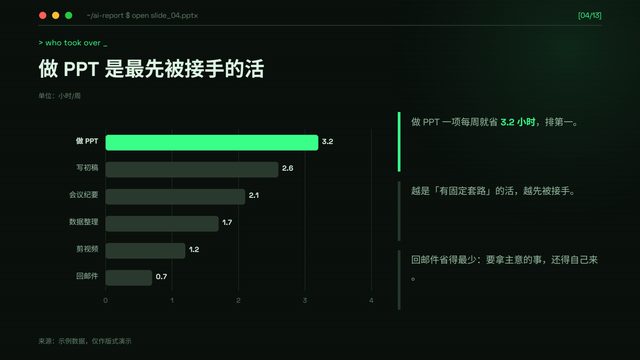 ~/ai-report $ open slide_04.pptx
[04/13]
> who took over _
做 PPT 是最先被接手的活
单位：小时/周
做 PPT 3.2
写初稿 2.6
会议纪要 2.1
数据整理 1.7
剪视频 1.2
回邮件 0.7
0 1 2 3 4
做 PPT 一项每周就省 3.2 小时，排第一。
越是「有固定套路」的活，越先被接手。
回邮件省得最少：要拿主意的事，还得自己来
。
来源：示例数据，仅作版式演示